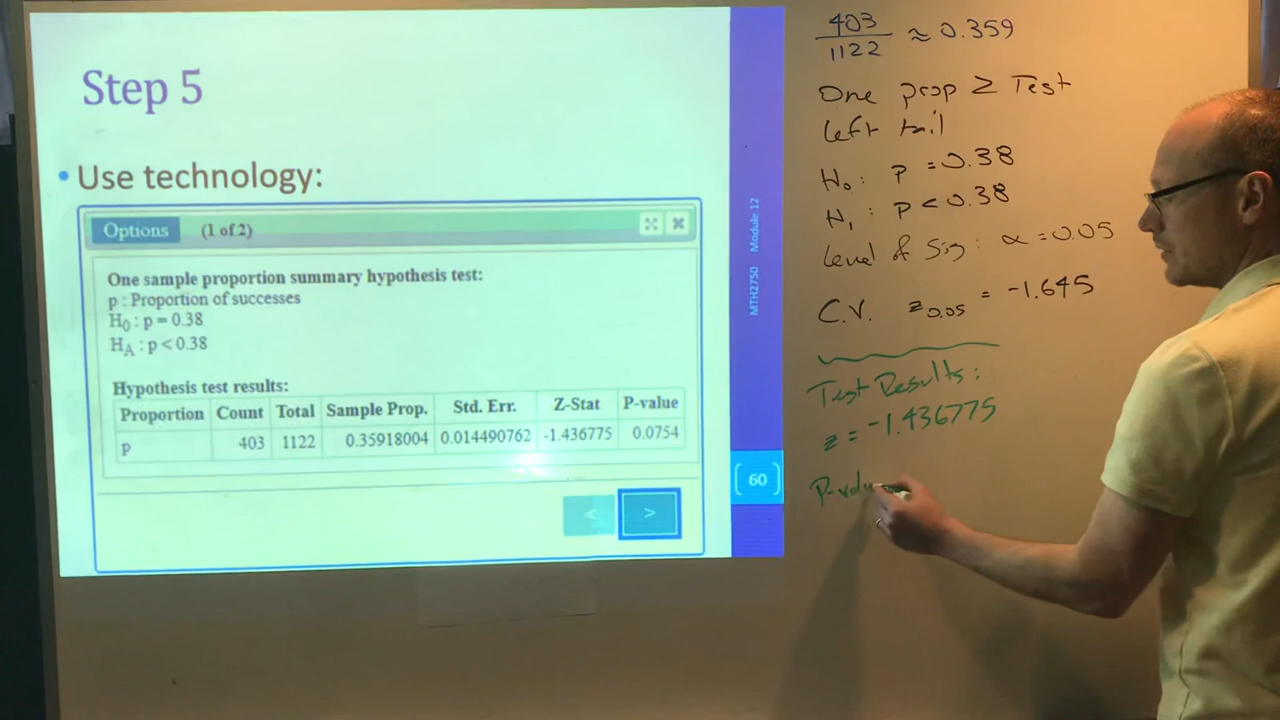 Step 5
• Use technology:
Options (1 of 2)
One sample proportion summary hypothesis test:
p : Proportion of successes
H₀ : p = 0.38
H_A : p < 0.38
Hypothesis test results:
Proportion Count Total Sample Prop. Std. Err. Z-Stat P-value
p 403 1122 0.35918004 0.014490762 -1.436775 0.0754
< >
MTH2750 Module 12
60
403/1122 ≈ 0.359
One prop Z Test
left tail
H₀ : p = 0.38
H₁ : p < 0.38
Level of Sig : α = 0.05
C.V. z₀.₀₅ = -1.645
Test Results:
z = -1.436775
P-valu